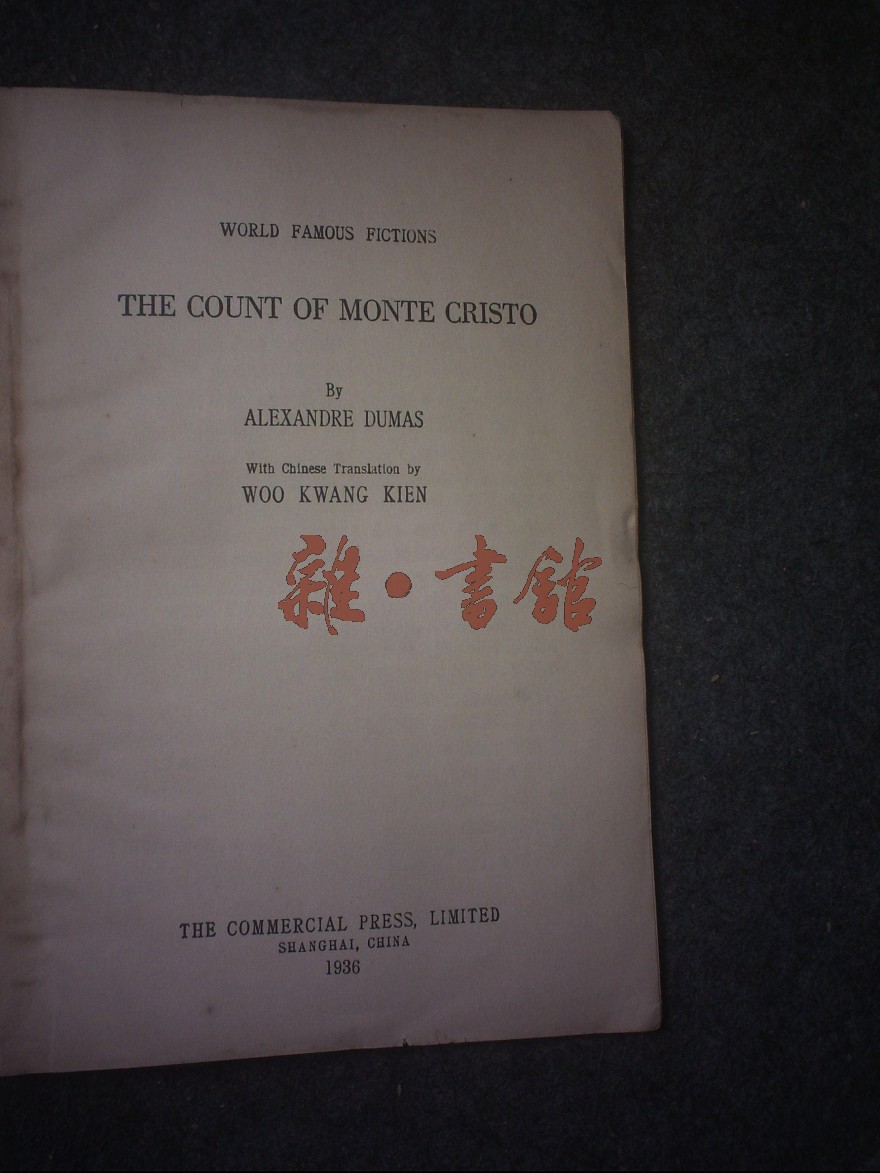 WORLD FAMOUS FICTIONS
THE COUNT OF MONTE CRISTO
By
ALEXANDRE DUMAS
With Chinese Translation by
WOO KWANG KIEN
雜·書舘
THE COMMERCIAL PRESS, LIMITED
SHANGHAI, CHINA
1936